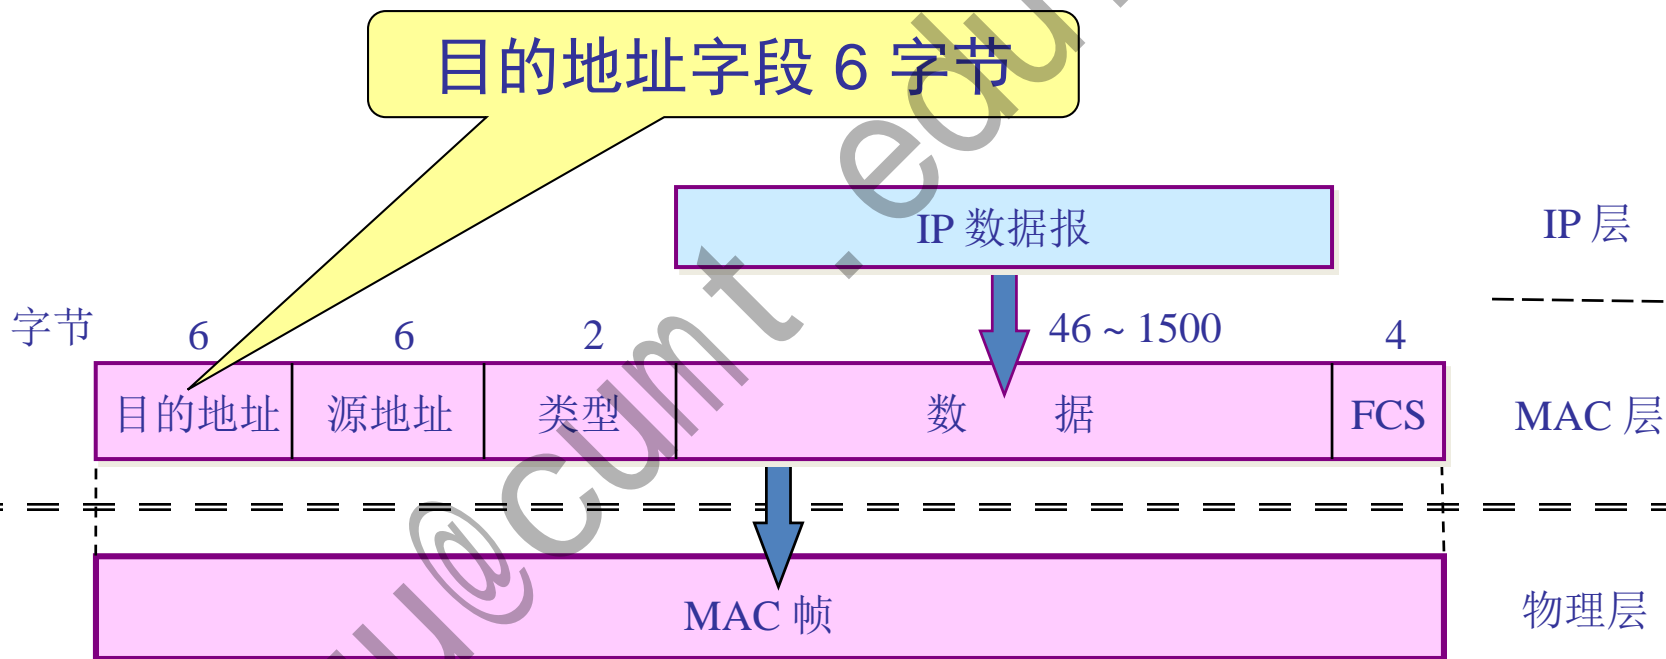 目的地址字段 6 字节
IP 数据报
IP 层
字节 6 6 2 46 ~ 1500 4
目的地址 源地址 类型 数 据 FCS MAC 层
MAC 帧 物理层
u@cumt.edu